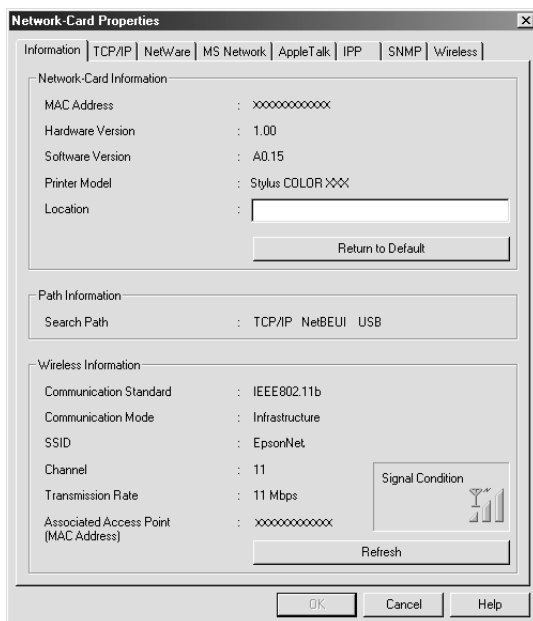 Network-Card Properties
Information TCP/IP NetWare MS Network AppleTalk IPP SNMP Wireless
Network-Card Information
MAC Address : xxxxxxxxxxxx
Hardware Version : 1.00
Software Version : A0.15
Printer Model : Stylus COLOR XXX
Location :
Return to Default
Path Information
Search Path : TCP/IP NetBEUI USB
Wireless Information
Communication Standard : IEEE802.11b
Communication Mode : Infrastructure
SSID : EpsonNet
Channel : 11
Signal Condition
Transmission Rate : 11 Mbps
Associated Access Point : xxxxxxxxxxxx
(MAC Address)
Refresh
OK Cancel Help